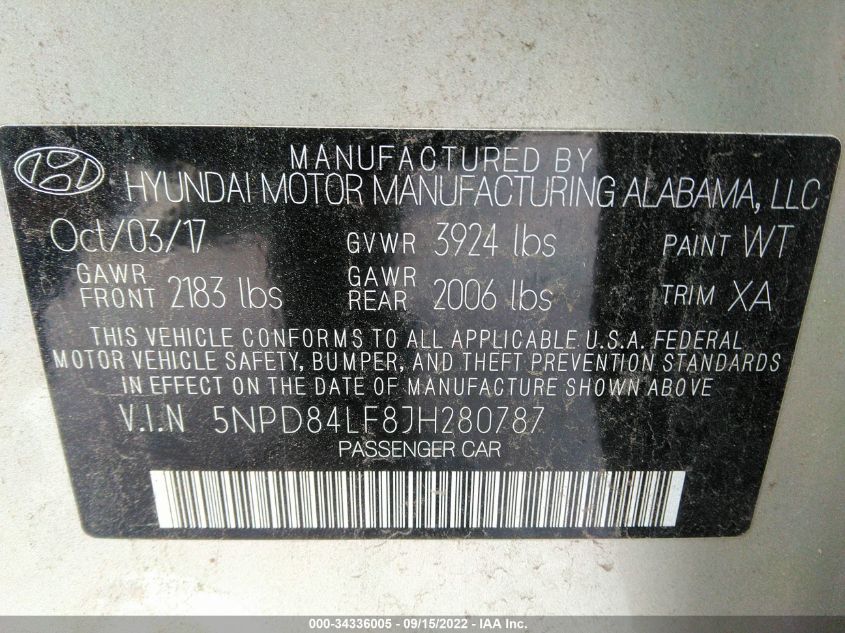 MANUFACTURED BY
HYUNDAI MOTOR MANUFACTURING ALABAMA, LLC
Oct/03/17 GVWR 3924 lbs PAINT WT
GAWR FRONT 2183 lbs GAWR REAR 2006 lbs TRIM XA
THIS VEHICLE CONFORMS TO ALL APPLICABLE U.S.A. FEDERAL
MOTOR VEHICLE SAFETY, BUMPER, AND THEFT PREVENTION STANDARDS
IN EFFECT ON THE DATE OF MANUFACTURE SHOWN ABOVE
V.I.N 5NPD84LF8JH280787
PASSENGER CAR
000-34336005 - 09/15/2022 - IAA Inc.